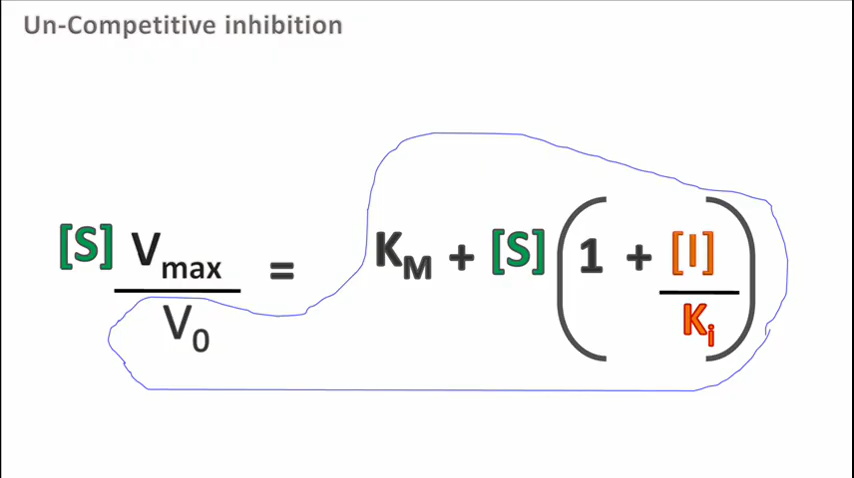 Un-Competitive inhibition
[S] Vmax / V0 = KM + [S] (1 + [I] / Ki)